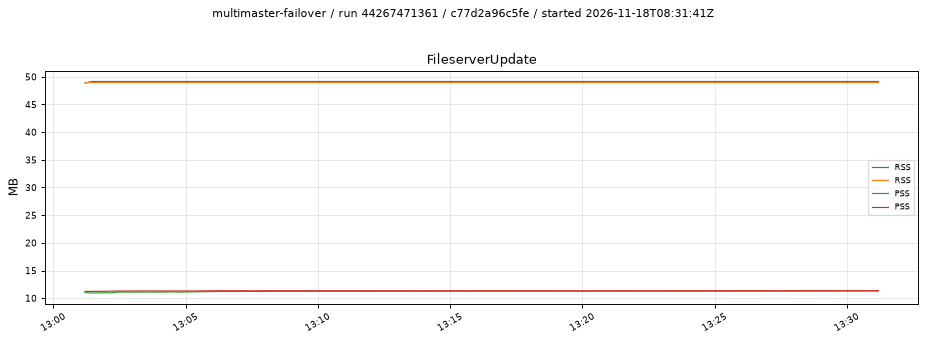 multimaster-failover / run 44267471361 / c77d2a96c5fe / started 2026-11-18T08:31:41Z
FileserverUpdate
MB
50
45
40
35
30
25
20
15
10
RSS
RSS
PSS
PSS
13:00
13:05
13:10
13:15
13:20
13:25
13:30